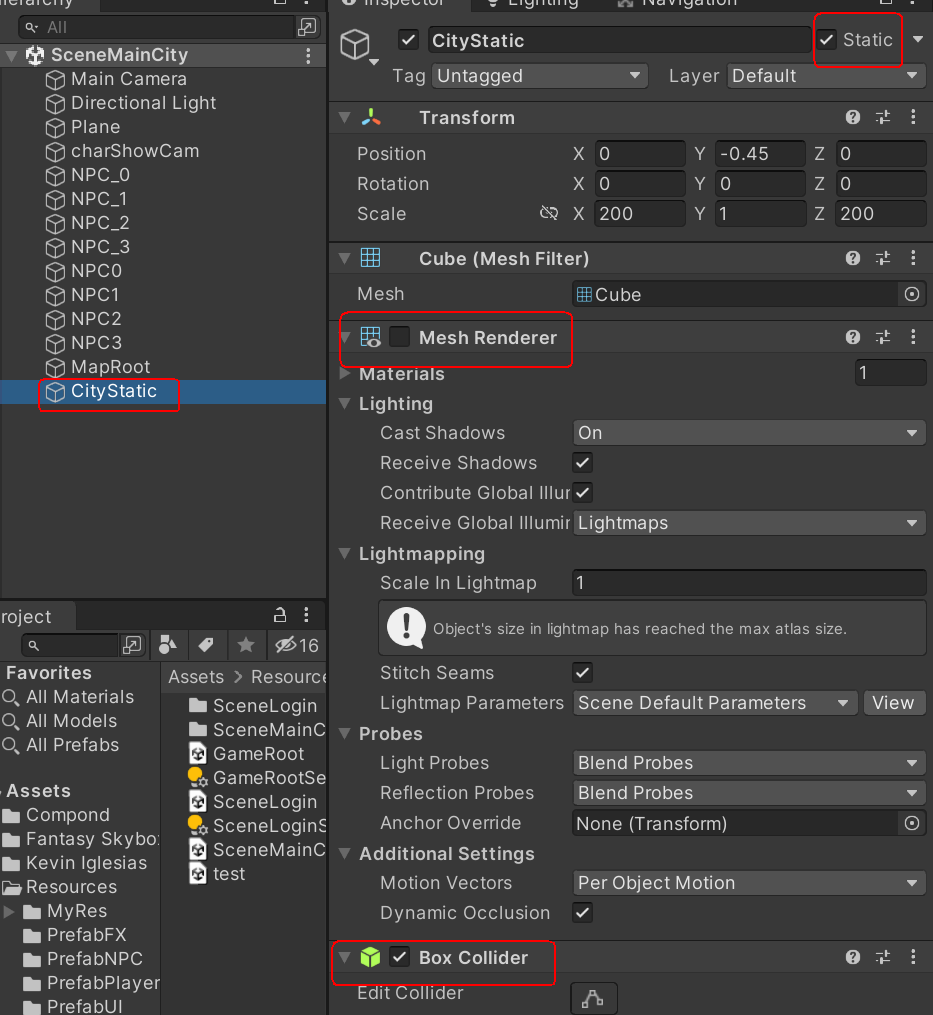 Hierarchy
All
SceneMainCity
Main Camera
Directional Light
Plane
charShowCam
NPC_0
NPC_1
NPC_2
NPC_3
NPC0
NPC1
NPC2
NPC3
MapRoot
CityStatic
roject
16
Favorites
All Materials
All Models
All Prefabs
Assets
Compond
Fantasy Skybo
Kevin Iglesias
Resources
MyRes
PrefabFX
PrefabNPC
PrefabPlayer
PrefabUI
Assets > Resource
SceneLogin
SceneMainC
GameRoot
GameRootSe
SceneLogin
SceneLoginS
SceneMainC
test
Inspector Lighting Navigation
CityStatic Static
Tag Untagged Layer Default
Transform
Position X 0 Y -0.45 Z 0
Rotation X 0 Y 0 Z 0
Scale X 200 Y 1 Z 200
Cube (Mesh Filter)
Mesh Cube
Mesh Renderer
Materials 1
Lighting
Cast Shadows On
Receive Shadows
Contribute Global Illur
Receive Global Illumir Lightmaps
Lightmapping
Scale In Lightmap 1
Object's size in lightmap has reached the max atlas size.
Stitch Seams
Lightmap Parameters Scene Default Parameters View
Probes
Light Probes Blend Probes
Reflection Probes Blend Probes
Anchor Override None (Transform)
Additional Settings
Motion Vectors Per Object Motion
Dynamic Occlusion
Box Collider
Edit Collider